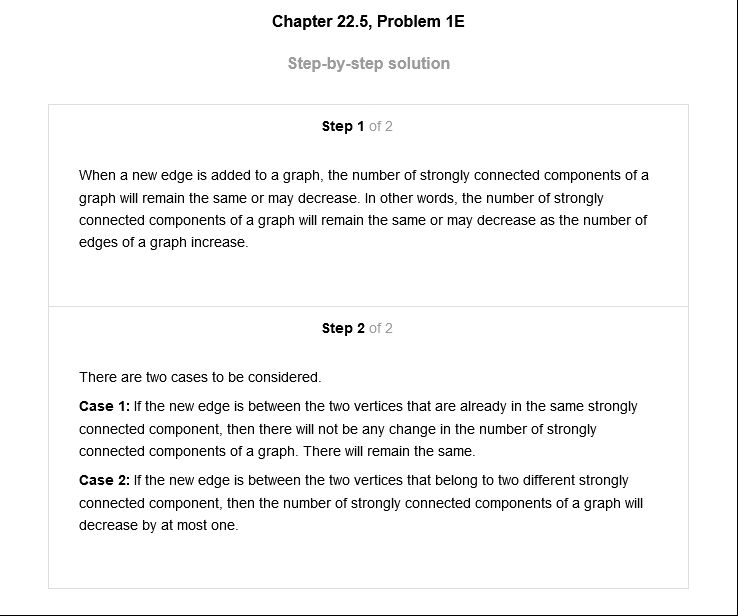 Chapter 22.5, Problem 1E
Step-by-step solution
Step 1 of 2
When a new edge is added to a graph, the number of strongly connected components of a
graph will remain the same or may decrease. In other words, the number of strongly
connected components of a graph will remain the same or may decrease as the number of
edges of a graph increase.
Step 2 of 2
There are two cases to be considered.
Case 1: If the new edge is between the two vertices that are already in the same strongly
connected component, then there will not be any change in the number of strongly
connected components of a graph. There will remain the same.
Case 2: If the new edge is between the two vertices that belong to two different strongly
connected component, then the number of strongly connected components of a graph will
decrease by at most one.